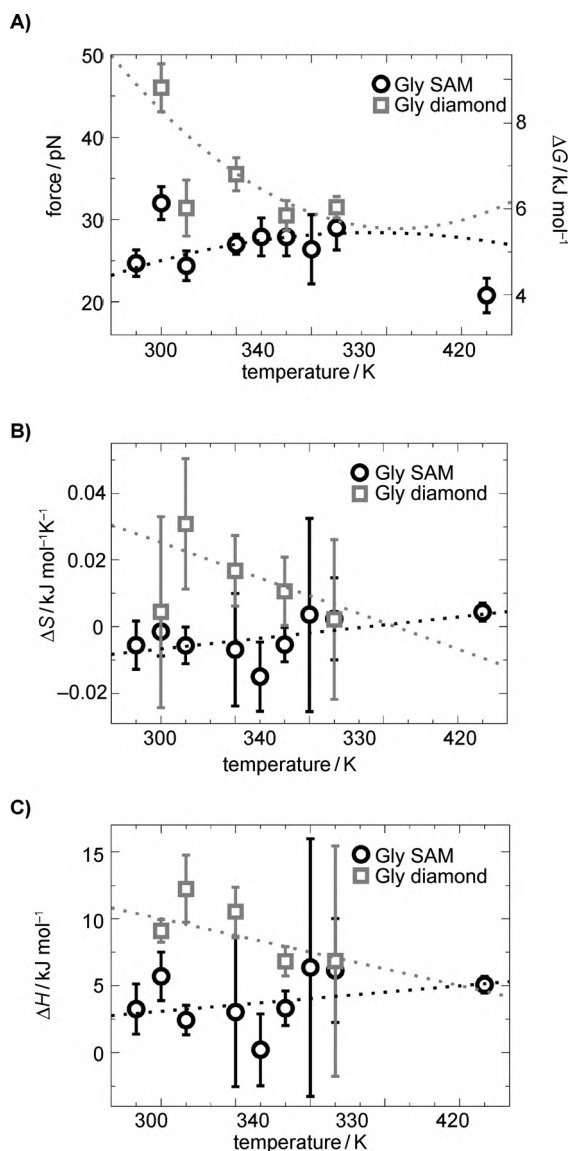 A)
50
40
30
20
force / pN
Gly SAM
Gly diamond
8
6
4
ΔG / kJ mol⁻¹
300
340
330
420
temperature / K
B)
0.04
0.02
0
−0.02
ΔS / kJ mol⁻¹K⁻¹
Gly SAM
Gly diamond
300
340
330
420
temperature / K
C)
15
10
5
0
ΔH / kJ mol⁻¹
Gly SAM
Gly diamond
300
340
330
420
temperature / K